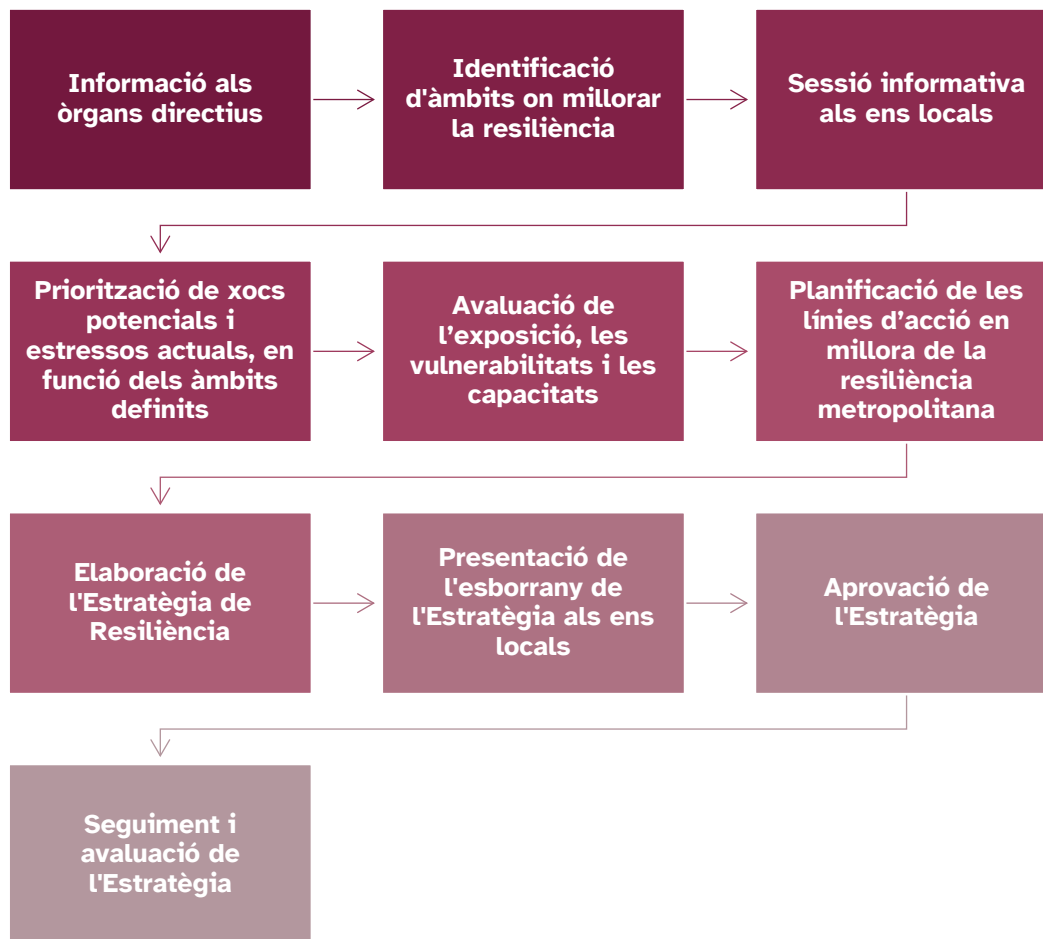 Informació als
òrgans directius
Identificació
d'àmbits on millorar
la resiliència
Sessió informativa
als ens locals
Priorització de xocs
potencials i
estressos actuals, en
funció dels àmbits
definits
Avaluació de
l’exposició, les
vulnerabilitats i les
capacitats
Planificació de les
línies d’acció en
millora de la
resiliència
metropolitana
Elaboració de
l'Estratègia de
Resiliència
Presentació de
l'esborrany de
l'Estratègia als ens
locals
Aprovació de
l'Estratègia
Seguiment i
avaluació de
l'Estratègia